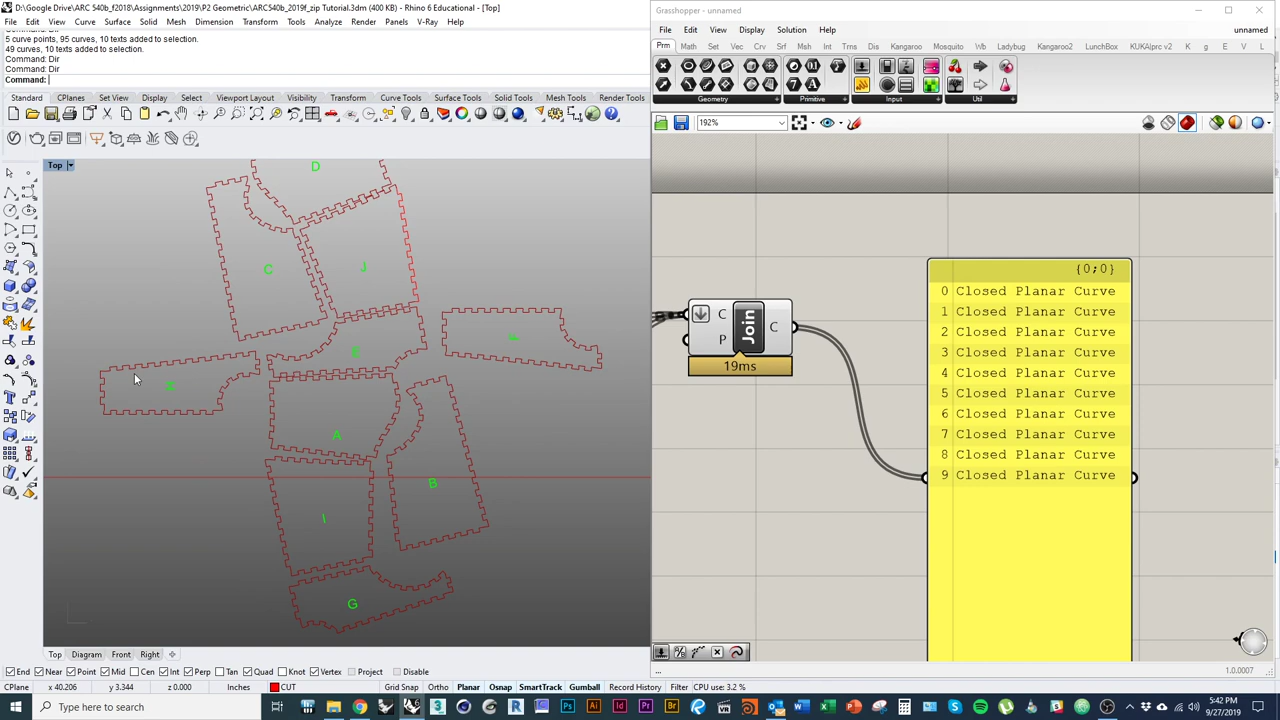 D:\Google Drive\ARC 540b_f2018\Assignments\P2 Geometric\ARC540b_2019f_zip Tutorial.3dm (400 KB) - Rhino 6 Educational - [Top]
File Edit View Curve Surface Solid Mesh Dimension Transform Tools Analyze Render Panels V-Ray Help
5 curve points, 95 curves, 10 texts added to selection.
49 curves, 10 texts added to selection.
Command: Dir
Command: Dir
Command:
Standard CPlanes Set View Display Select Viewport Layout Visibility Transform Curve Tools Surface Tools Solid Tools Mesh Tools Render Tools
Top
D
C
J
A
B
I
G
Top Diagram Front Right
End Near Point Mid Cen Int Perp Tan Quad Knot Vertex Project Disable
CPlane x 40.206 y 3.344 z 0.000 Inches CUT Grid Snap Ortho Planar Osnap SmartTrack Gumball Record History Filter CPU use: 3.2 %
Grasshopper - unnamed
File Edit View Display Solution Help unnamed
Prm Math Set Vec Crv Srf Msh Int Trns Dis Kangaroo Mosquito Wb Ladybug Kangaroo2 LunchBox KUKA|prc v2 K g E V L
Geometry Primitive Input Util
192%
C Join C
P
19ms
{0;0}
0 Closed Planar Curve
1 Closed Planar Curve
2 Closed Planar Curve
3 Closed Planar Curve
4 Closed Planar Curve
5 Closed Planar Curve
6 Closed Planar Curve
7 Closed Planar Curve
8 Closed Planar Curve
9 Closed Planar Curve
...
1.0.0007
Type here to search
5:42 PM
9/27/2019